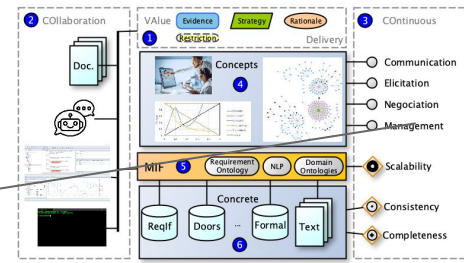 2 COllaboration
Doc.
VAlue
Evidence
Strategy
Rationale
1
Restriction
Delivery
3 COntinuous
Concepts
4
Communication
Elicitation
Negociation
Management
MIF
5
Requirement
Ontology
NLP
Domain
Ontologies
Scalability
Concrete
ReqIf
Doors
...
Formal
Text
6
Consistency
Completeness